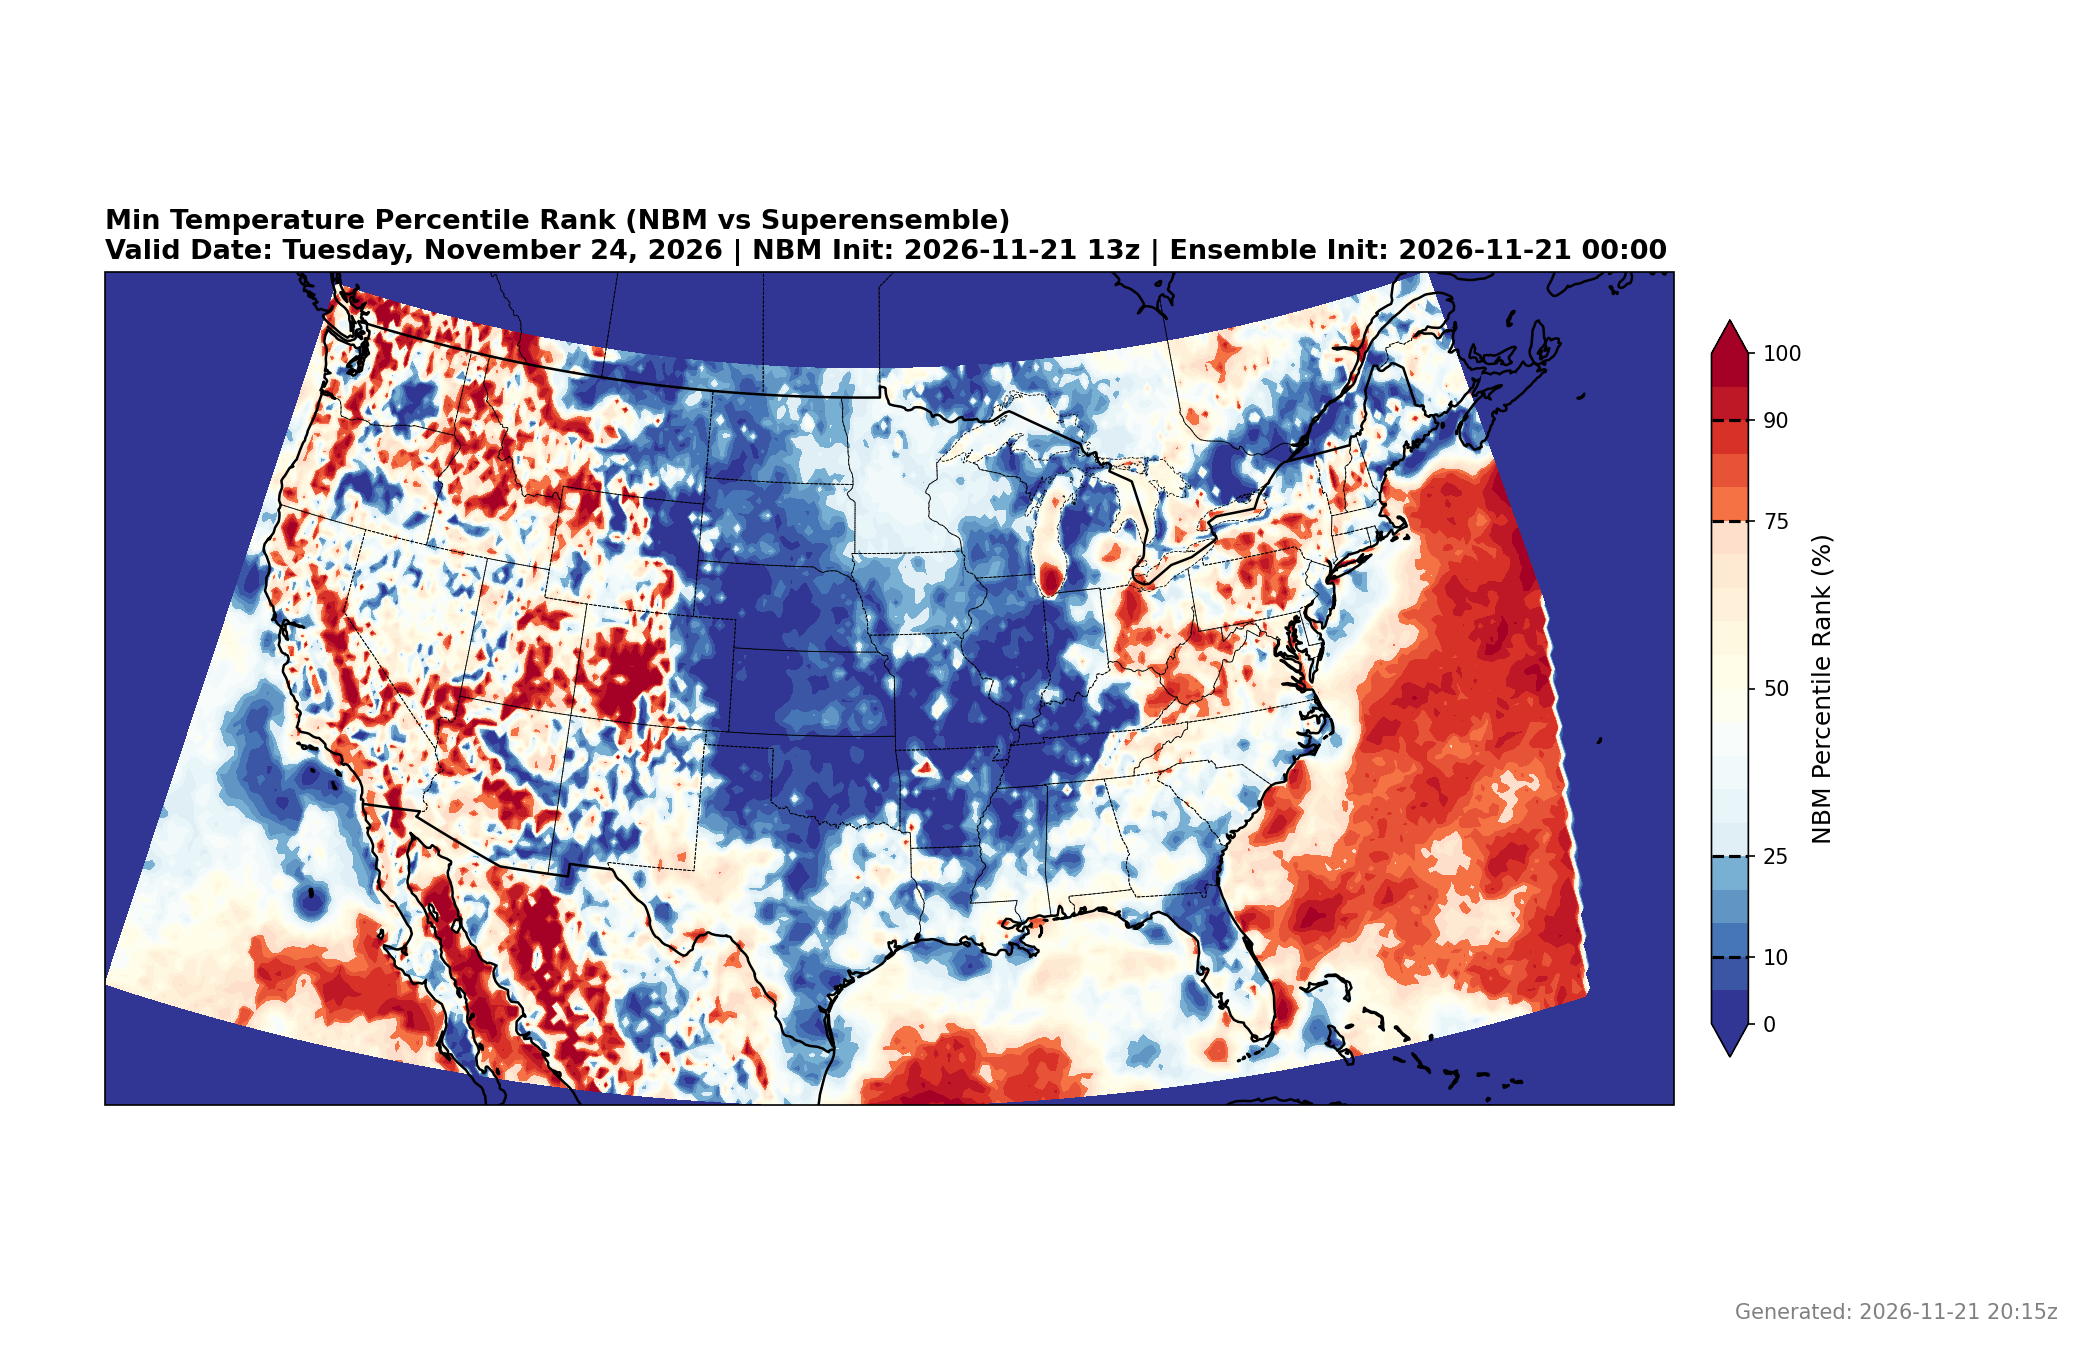 Min Temperature Percentile Rank (NBM vs Superensemble)
Valid Date: Tuesday, November 24, 2026 | NBM Init: 2026-11-21 13z | Ensemble Init: 2026-11-21 00:00
100
90
75
50
25
10
0
NBM Percentile Rank (%)
Generated: 2026-11-21 20:15z